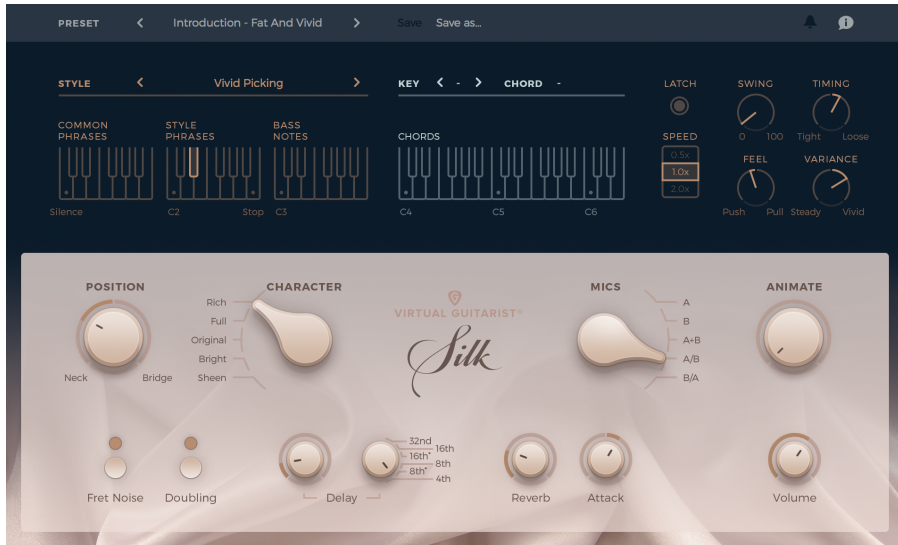 PRESET
Introduction - Fat And Vivid
Save
Save as...
STYLE
Vivid Picking
KEY
-
CHORD
-
LATCH
SWING
TIMING
0
100
Tight
Loose
COMMON
PHRASES
STYLE
PHRASES
BASS
NOTES
CHORDS
SPEED
0.5x
1.0x
2.0x
FEEL
VARIANCE
Push
Pull
Steady
Vivid
Silence
C2
Stop
C3
C4
C5
C6
POSITION
Neck
Bridge
CHARACTER
Rich
Full
Original
Bright
Sheen
VIRTUAL GUITARIST®
Silk
MICS
A
B
A+B
A/B
B/A
ANIMATE
Fret Noise
Doubling
Delay
32nd
16th
16th*
8th
8th*
4th
Reverb
Attack
Volume